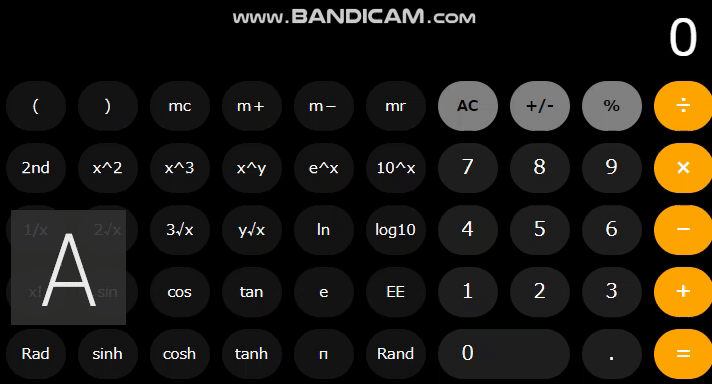 www.BANDICAM.com
0
( ) mc m+ m− mr AC +/- % ÷
2nd x^2 x^3 x^y e^x 10^x 7 8 9 ×
1/x 2√x 3√x y√x ln log10 4 5 6 −
x! sin cos tan e EE 1 2 3 +
A
Rad sinh cosh tanh п Rand 0 . =